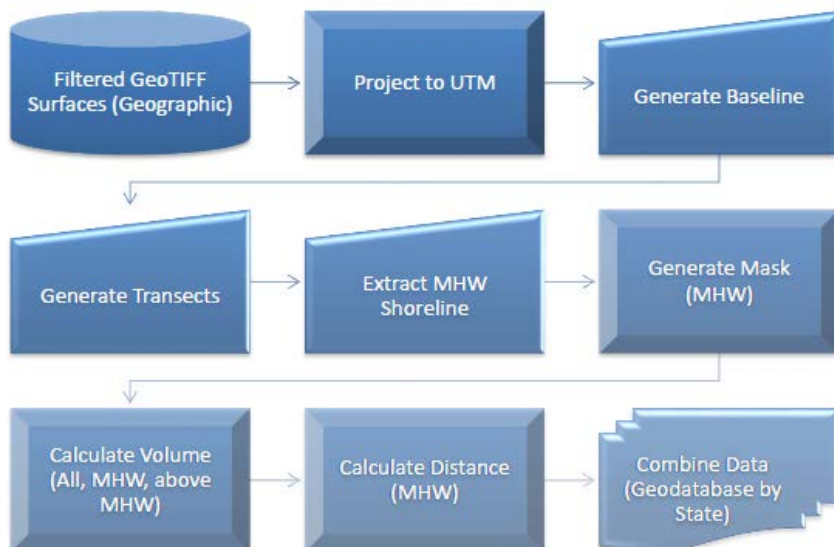 Filtered GeoTIFF
Surfaces (Geographic)
Project to UTM
Generate Baseline
Generate Transects
Extract MHW
Shoreline
Generate Mask
(MHW)
Calculate Volume
(All, MHW, above
MHW)
Calculate Distance
(MHW)
Combine Data
(Geodatabase by
State)